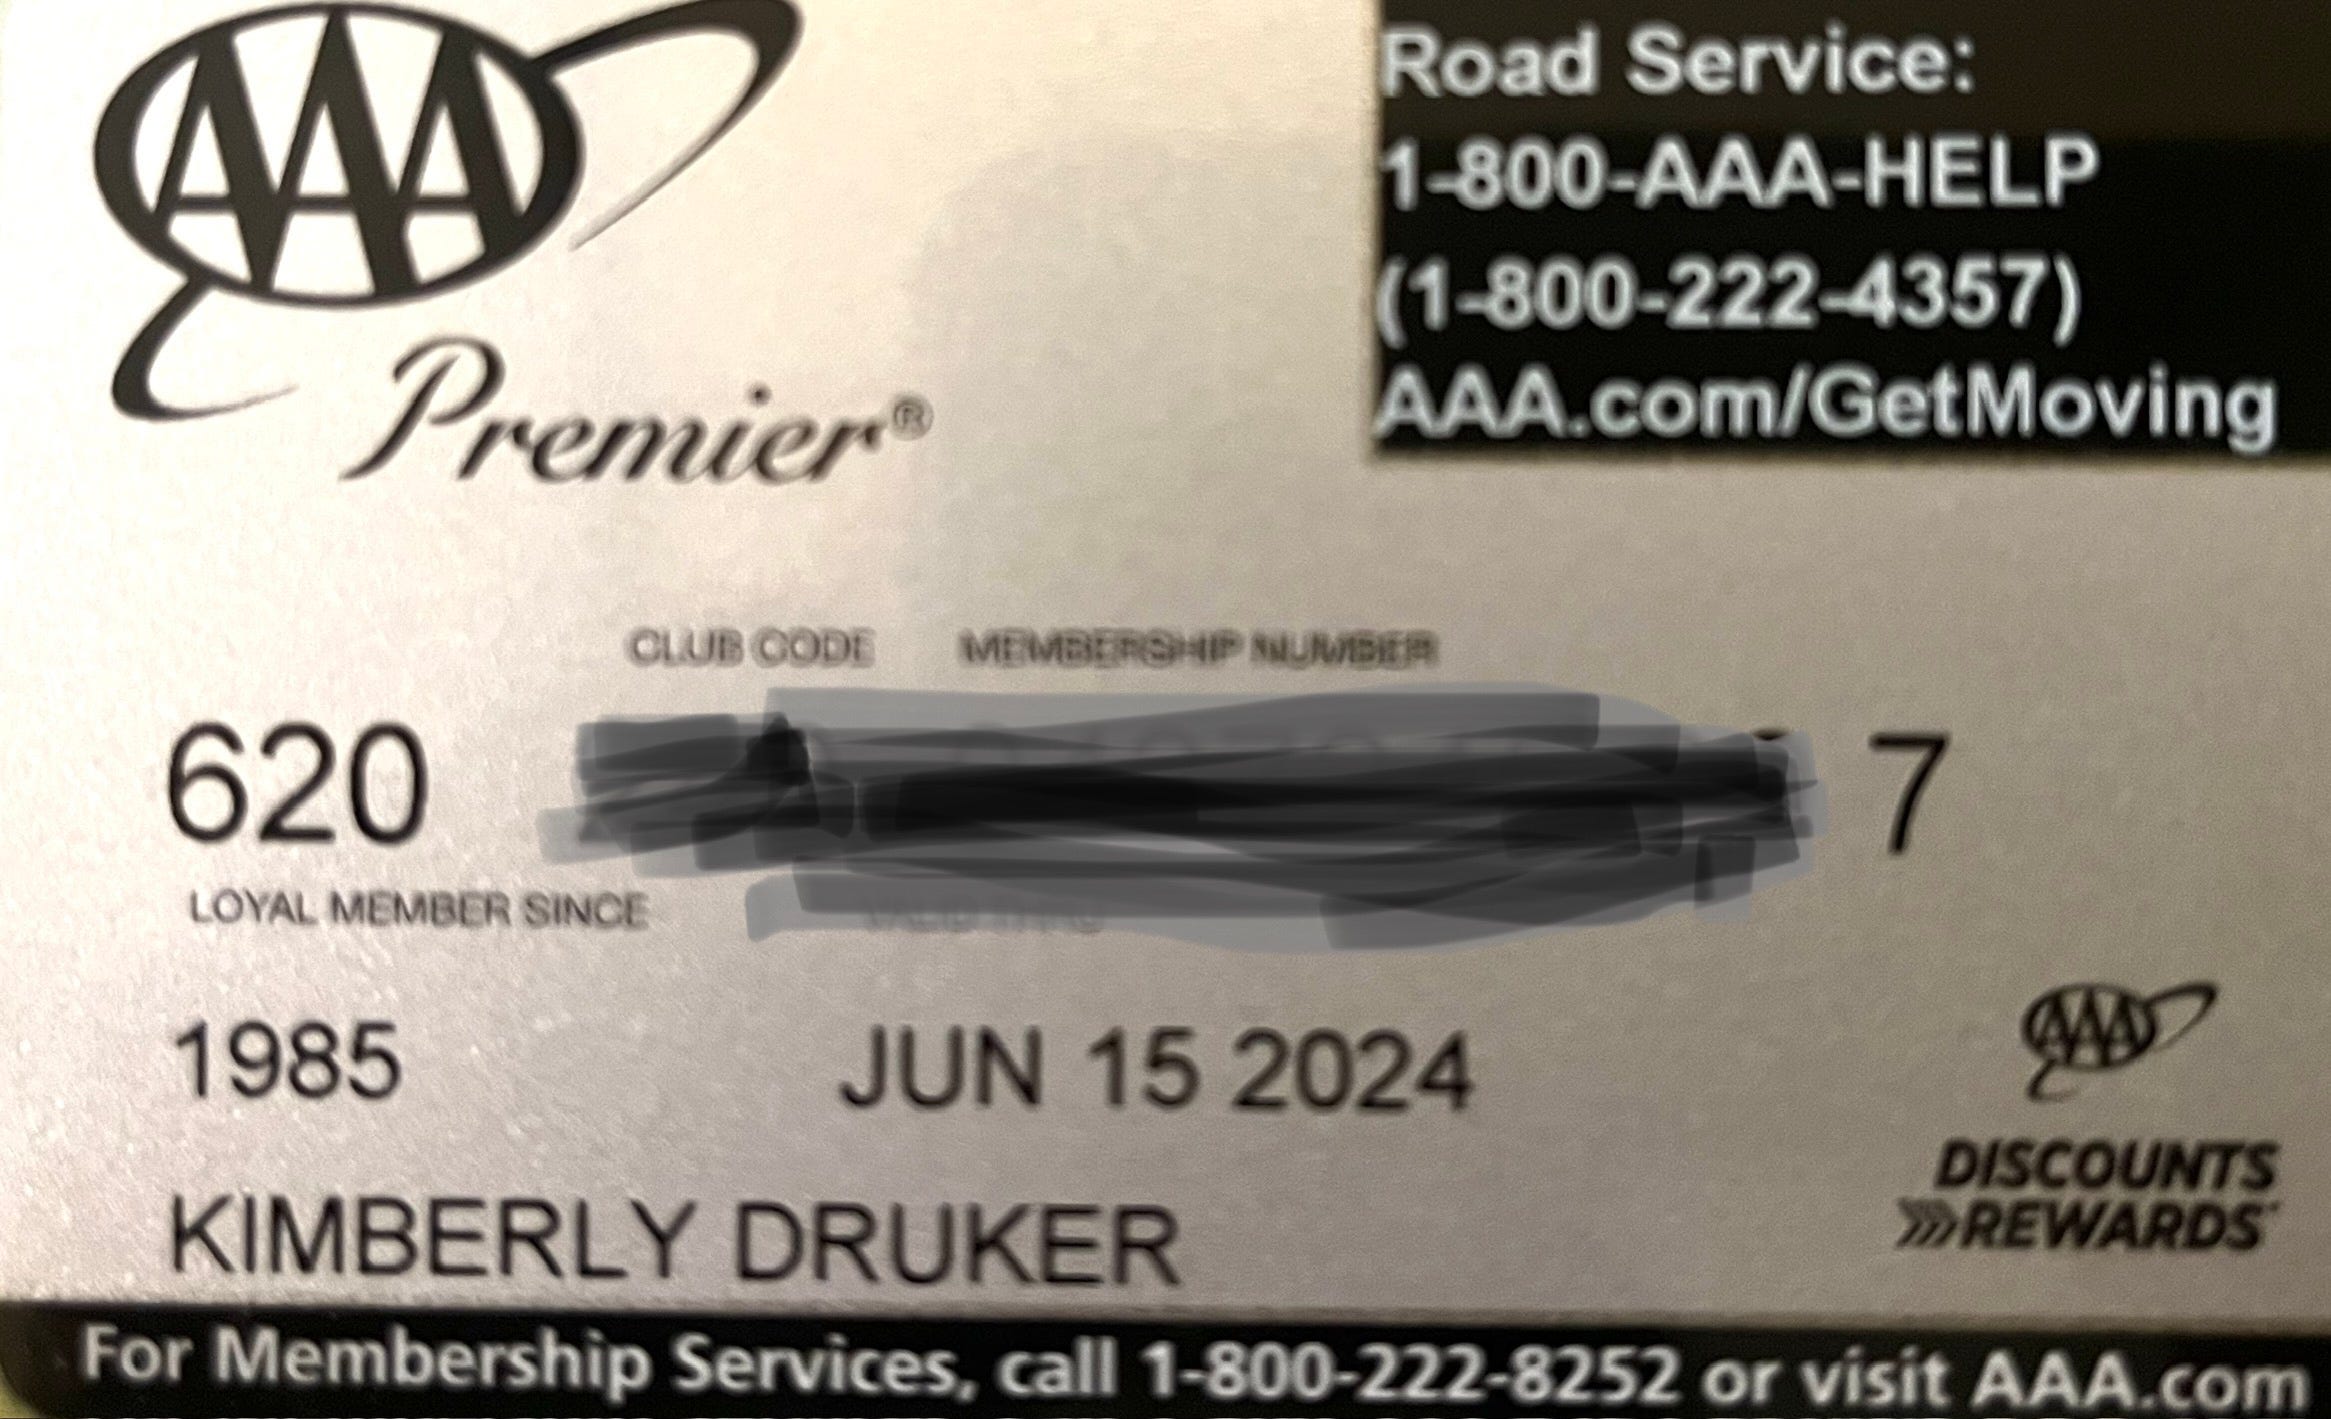 AAA
Premier®
Road Service:
1-800-AAA-HELP
(1-800-222-4357)
AAA.com/GetMoving
CLUB CODE MEMBERSHIP NUMBER
620 7
LOYAL MEMBER SINCE VALID THRU
1985 JUN 15 2024
AAA
DISCOUNTS
REWARDS
KIMBERLY DRUKER
For Membership Services, call 1-800-222-8252 or visit AAA.com